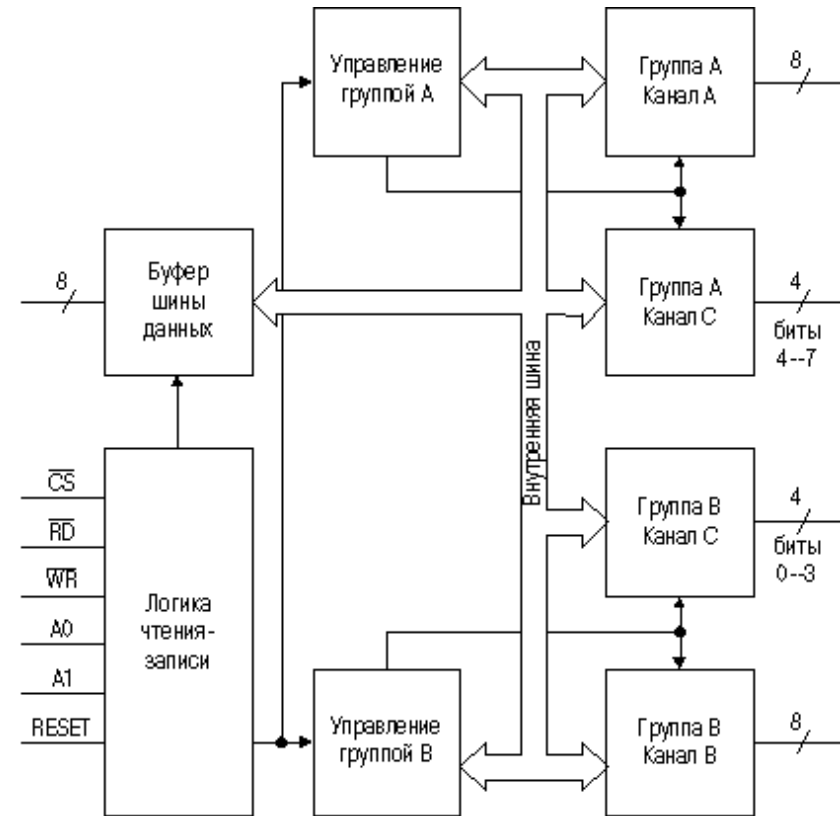 Управление
группой A
Группа A
Канал A
8
8
Буфер
шины
данных
Группа A
Канал C
4
биты
4--7
Внутренняя шина
CS
RD
WR
A0
A1
RESET
Логика
чтения-
записи
Группа B
Канал C
4
биты
0--3
Управление
группой B
Группа B
Канал B
8